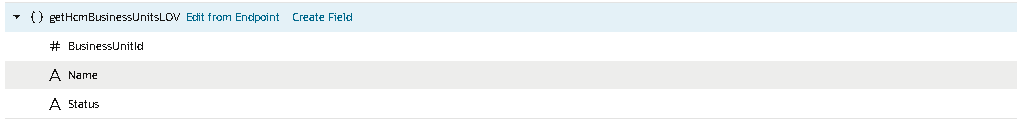 { } getHcmBusinessUnitsLOV Edit from Endpoint Create Field
# BusinessUnitId
A Name
A Status